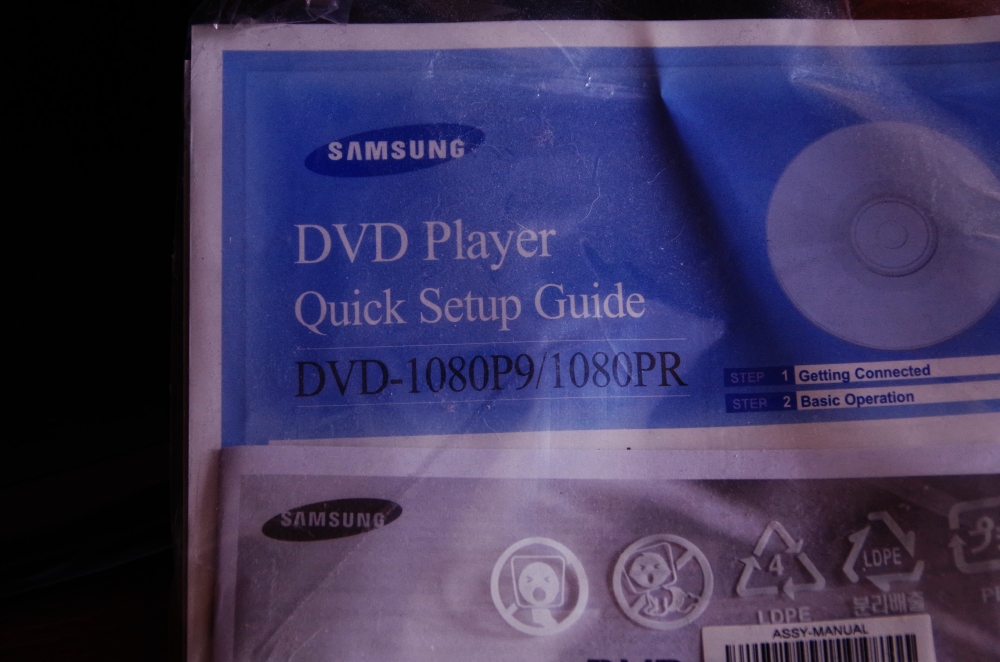 SAMSUNG
DVD Player
Quick Setup Guide
DVD-1080P9/1080PR
STEP 1 Getting Connected
STEP 2 Basic Operation
SAMSUNG
4
LDPE
LDPE
분리배출
ASSY-MANUAL